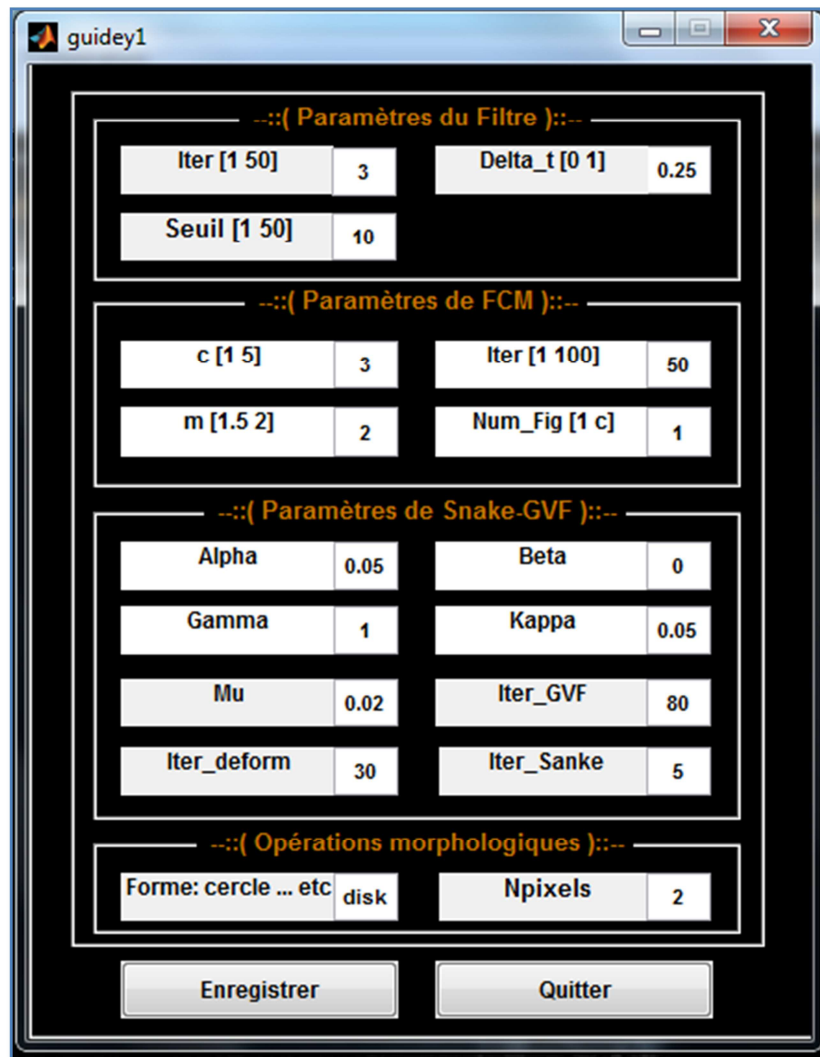 guidey1
--::( Paramètres du Filtre )::--
Iter [1 50] 3 Delta_t [0 1] 0.25
Seuil [1 50] 10
--::( Paramètres de FCM )::--
c [1 5] 3 Iter [1 100] 50
m [1.5 2] 2 Num_Fig [1 c] 1
--::( Paramètres de Snake-GVF )::--
Alpha 0.05 Beta 0
Gamma 1 Kappa 0.05
Mu 0.02 Iter_GVF 80
Iter_deform 30 Iter_Sanke 5
--::( Opérations morphologiques )::--
Forme: cercle ... etc disk Npixels 2
Enregistrer Quitter